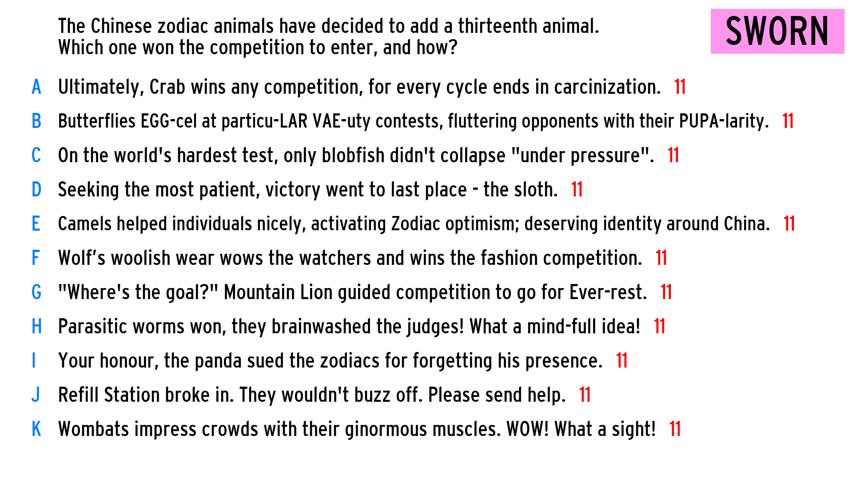 The Chinese zodiac animals have decided to add a thirteenth animal.
Which one won the competition to enter, and how?
SWORN
A Ultimately, Crab wins any competition, for every cycle ends in carcinization. 11
B Butterflies EGG-cel at particu-LAR VAE-uty contests, fluttering opponents with their PUPA-larity. 11
C On the world's hardest test, only blobfish didn't collapse "under pressure". 11
D Seeking the most patient, victory went to last place - the sloth. 11
E Camels helped individuals nicely, activating Zodiac optimism; deserving identity around China. 11
F Wolf’s woolish wear wows the watchers and wins the fashion competition. 11
G "Where's the goal?" Mountain Lion guided competition to go for Ever-rest. 11
H Parasitic worms won, they brainwashed the judges! What a mind-full idea! 11
I Your honour, the panda sued the zodiacs for forgetting his presence. 11
J Refill Station broke in. They wouldn't buzz off. Please send help. 11
K Wombats impress crowds with their ginormous muscles. WOW! What a sight! 11